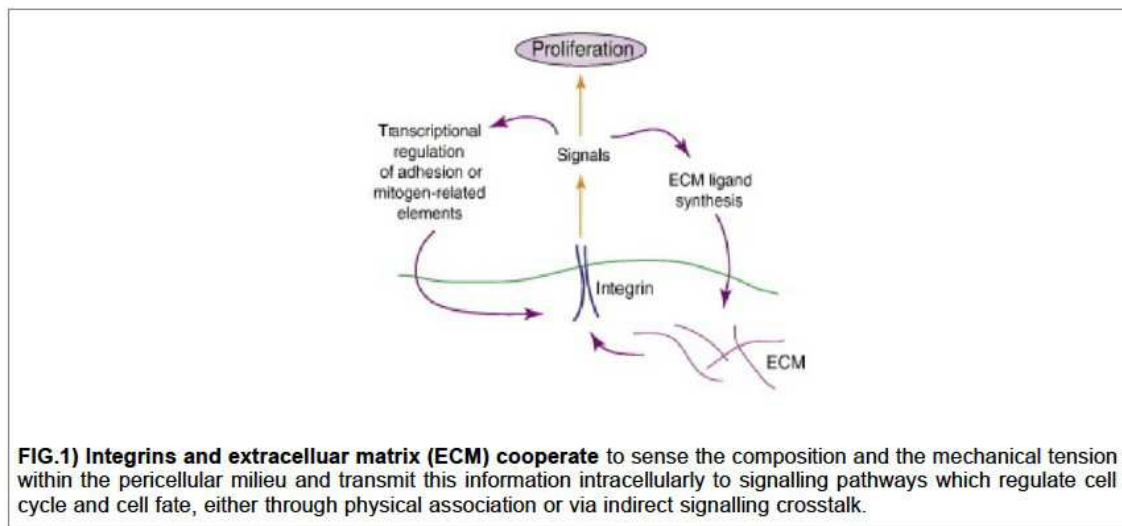 Proliferation
Transcriptional
regulation
of adhesion or
mitogen-related
elements
Signals
ECM ligand
synthesis
Integrin
ECM
FIG.1) Integrins and extracelluar matrix (ECM) cooperate to sense the composition and the mechanical tension
within the pericellular milieu and transmit this information intracellularly to signalling pathways which regulate cell
cycle and cell fate, either through physical association or via indirect signalling crosstalk.